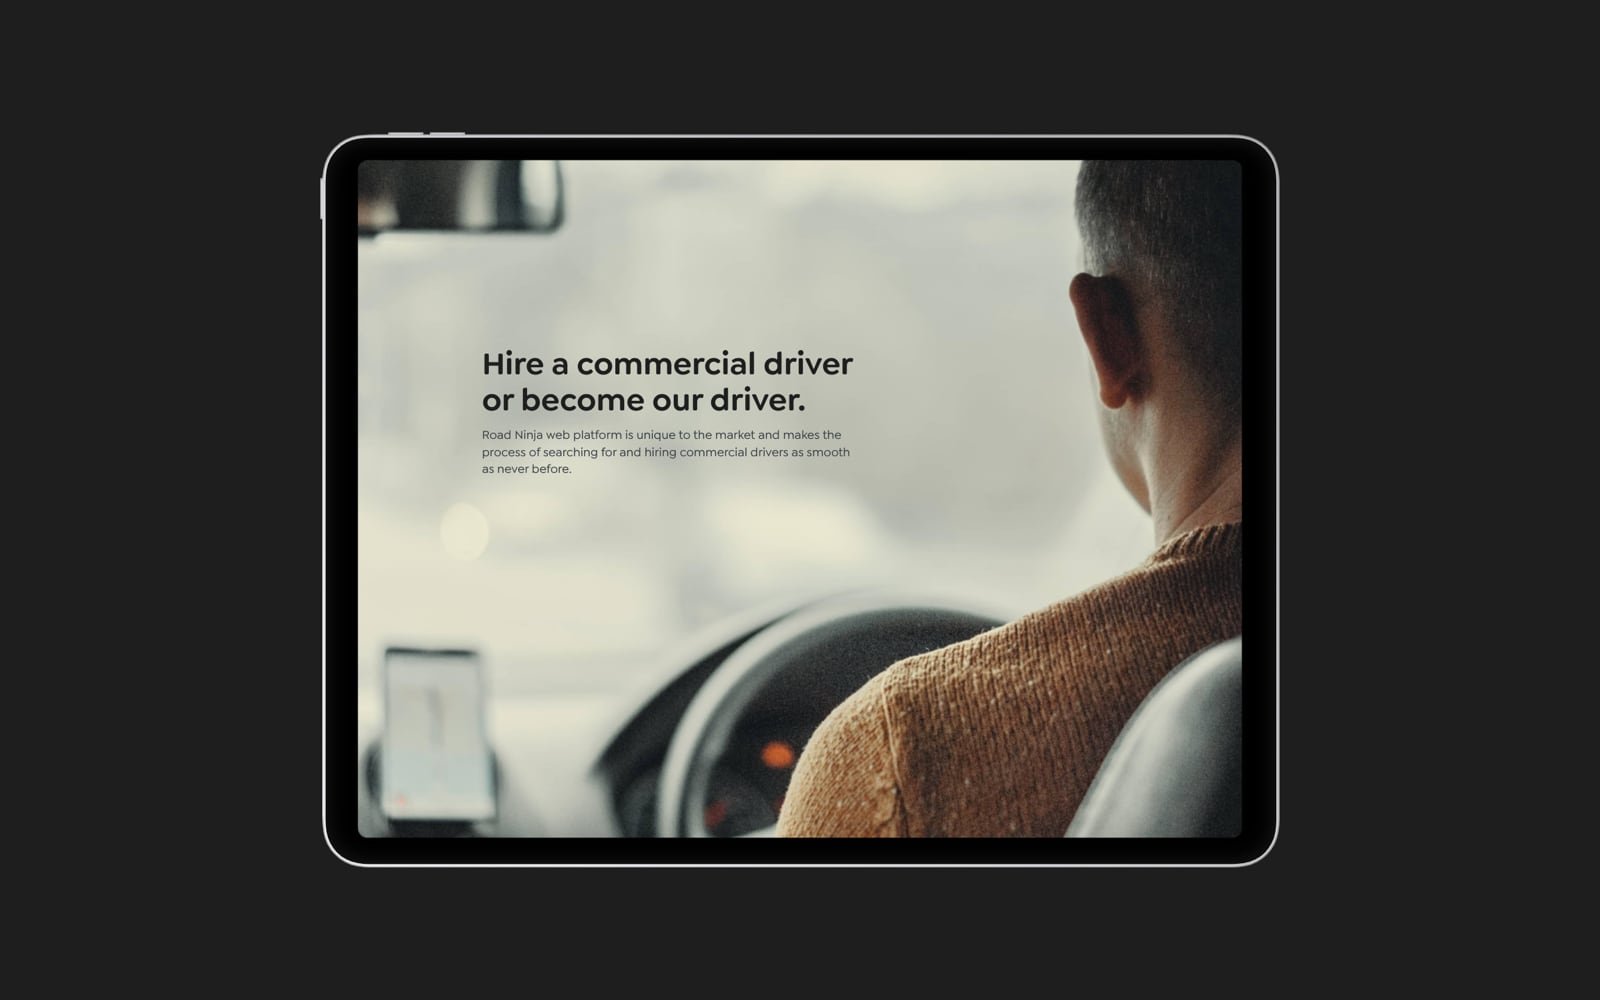 Hire a commercial driver
or become our driver.
Road Ninja web platform is unique to the market and makes the
process of searching for and hiring commercial drivers as smooth
as never before.